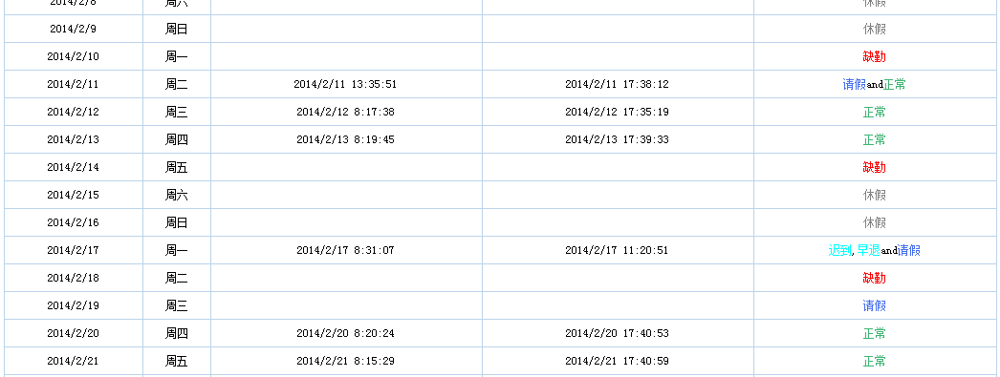 2014/2/8 周六 休假
2014/2/9 周日 休假
2014/2/10 周一 缺勤
2014/2/11 周二 2014/2/11 13:35:51 2014/2/11 17:38:12 请假and正常
2014/2/12 周三 2014/2/12 8:17:38 2014/2/12 17:35:19 正常
2014/2/13 周四 2014/2/13 8:19:45 2014/2/13 17:39:33 正常
2014/2/14 周五 缺勤
2014/2/15 周六 休假
2014/2/16 周日 休假
2014/2/17 周一 2014/2/17 8:31:07 2014/2/17 11:20:51 迟到,早退and请假
2014/2/18 周二 缺勤
2014/2/19 周三 请假
2014/2/20 周四 2014/2/20 8:20:24 2014/2/20 17:40:53 正常
2014/2/21 周五 2014/2/21 8:15:29 2014/2/21 17:40:59 正常